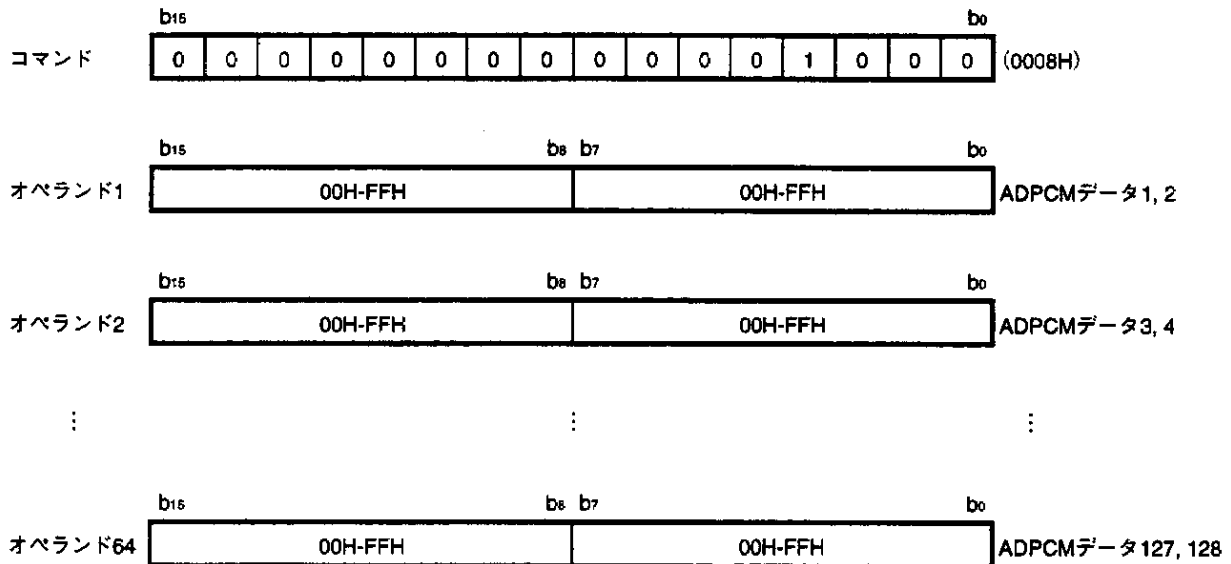 b15 b0
コマンド 0 0 0 0 0 0 0 0 0 0 0 0 1 0 0 0 (0008H)
b15 b8 b7 b0
オペランド1 00H-FFH 00H-FFH ADPCMデータ1, 2
b15 b8 b7 b0
オペランド2 00H-FFH 00H-FFH ADPCMデータ3, 4
⋮ ⋮ ⋮
b15 b8 b7 b0
オペランド64 00H-FFH 00H-FFH ADPCMデータ127, 128